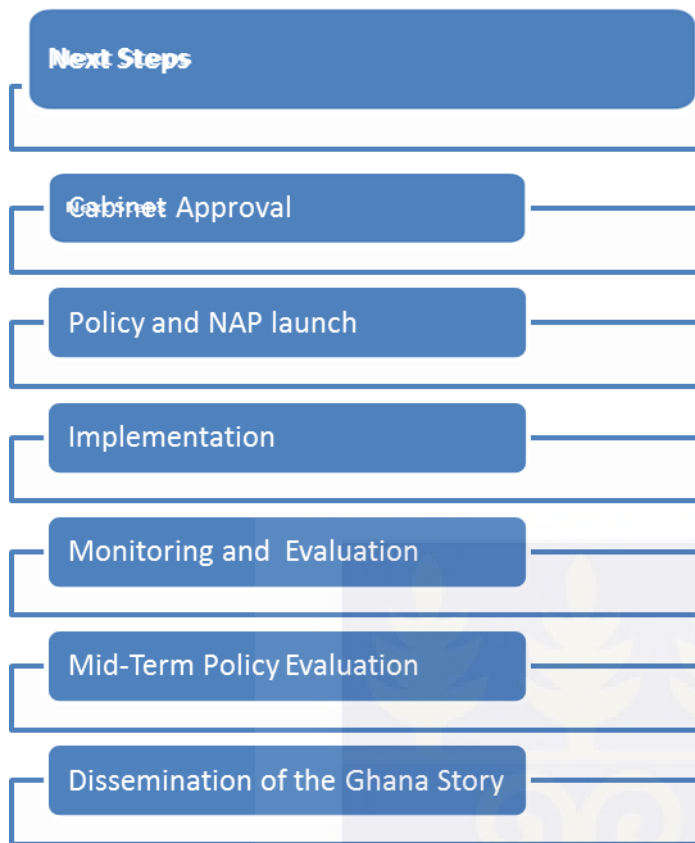 Next Steps
Cabinet Approval
Policy and NAP launch
Implementation
Monitoring and Evaluation
Mid-Term Policy Evaluation
Dissemination of the Ghana Story